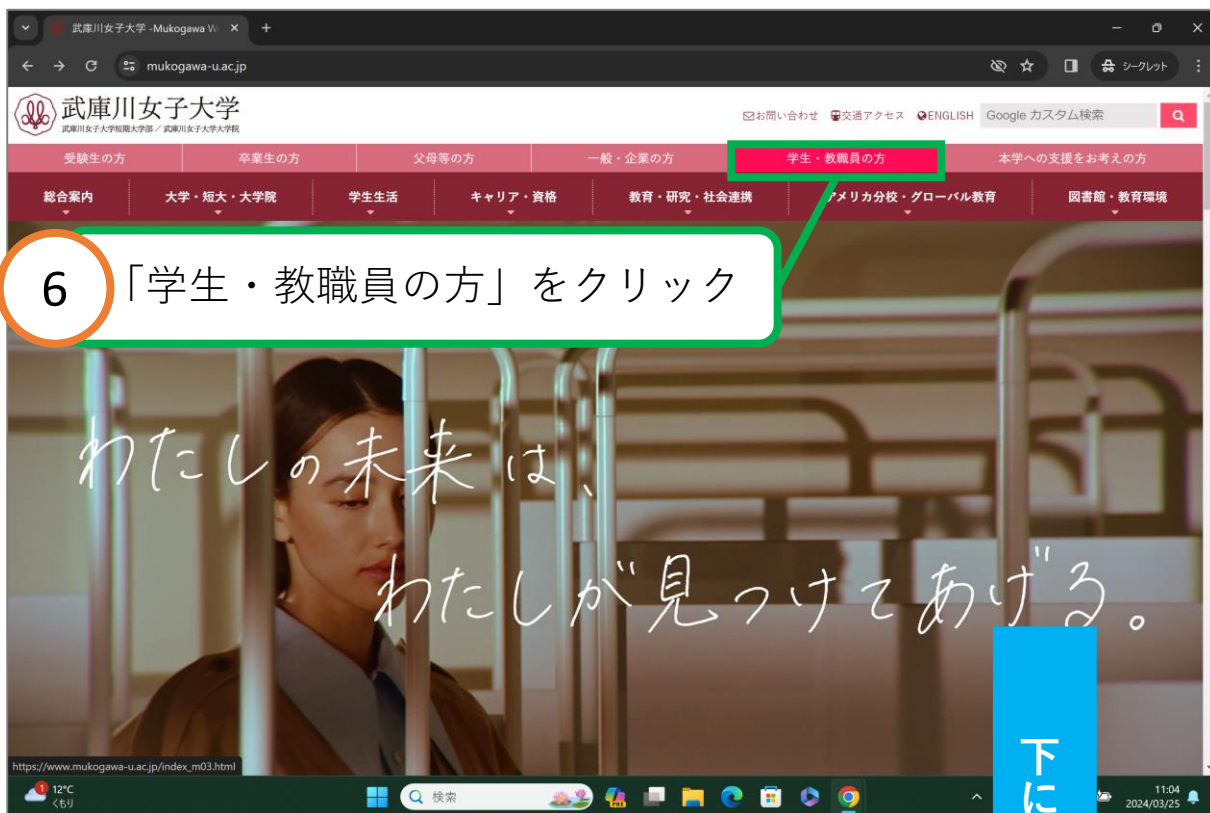 武庫川女子大学 -Mukogawa W
mukogawa-u.ac.jp
シークレット
武庫川女子大学
武庫川女子大学短期大学部／武庫川女子大学大学院
お問い合わせ 交通アクセス ENGLISH Google カスタム検索
受験生の方 卒業生の方 父母等の方 一般・企業の方 学生・教職員の方 本学への支援をお考えの方
総合案内 大学・短大・大学院 学生生活 キャリア・資格 教育・研究・社会連携 アメリカ分校・グローバル教育 図書館・教育環境
6 「学生・教職員の方」をクリック
わたしの未来は、
わたしが見つけてあげる。
下に
https://www.mukogawa-u.ac.jp/index_m03.html
1 12°C
くもり
検索
11:04
2024/03/25